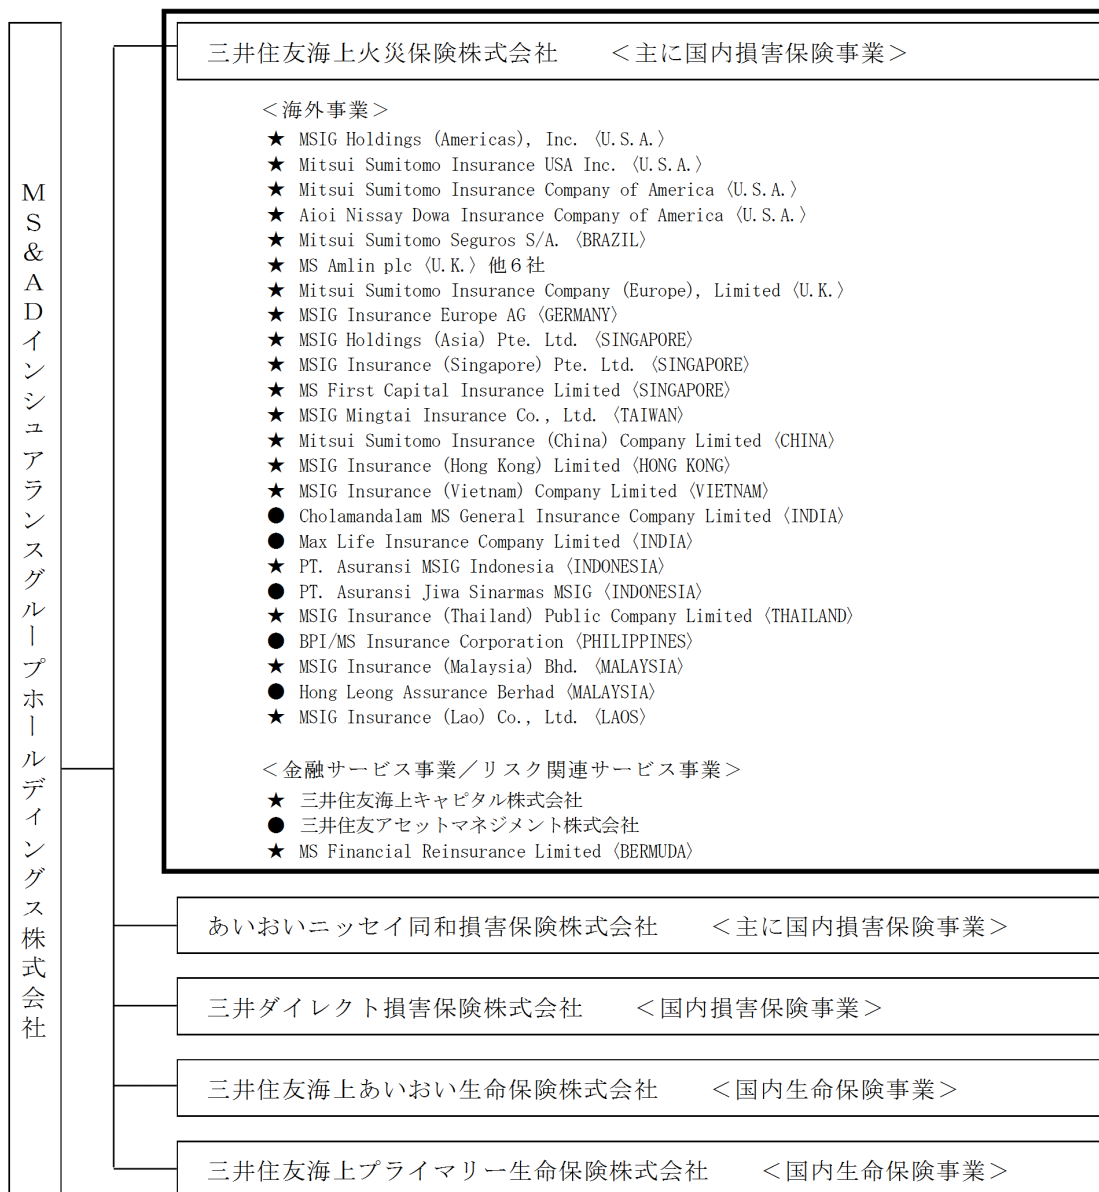 MS&ADインシュアランスグループホールディングス株式会社
三井住友海上火災保険株式会社　　＜主に国内損害保険事業＞
＜海外事業＞
★ MSIG Holdings (Americas), Inc. 〈U.S.A.〉
★ Mitsui Sumitomo Insurance USA Inc. 〈U.S.A.〉
★ Mitsui Sumitomo Insurance Company of America 〈U.S.A.〉
★ Aioi Nissay Dowa Insurance Company of America 〈U.S.A.〉
★ Mitsui Sumitomo Seguros S/A. 〈BRAZIL〉
★ MS Amlin plc 〈U.K.〉 他６社
★ Mitsui Sumitomo Insurance Company (Europe), Limited 〈U.K.〉
★ MSIG Insurance Europe AG 〈GERMANY〉
★ MSIG Holdings (Asia) Pte. Ltd. 〈SINGAPORE〉
★ MSIG Insurance (Singapore) Pte. Ltd. 〈SINGAPORE〉
★ MS First Capital Insurance Limited 〈SINGAPORE〉
★ MSIG Mingtai Insurance Co., Ltd. 〈TAIWAN〉
★ Mitsui Sumitomo Insurance (China) Company Limited 〈CHINA〉
★ MSIG Insurance (Hong Kong) Limited 〈HONG KONG〉
★ MSIG Insurance (Vietnam) Company Limited 〈VIETNAM〉
● Cholamandalam MS General Insurance Company Limited 〈INDIA〉
● Max Life Insurance Company Limited 〈INDIA〉
★ PT. Asuransi MSIG Indonesia 〈INDONESIA〉
● PT. Asuransi Jiwa Sinarmas MSIG 〈INDONESIA〉
★ MSIG Insurance (Thailand) Public Company Limited 〈THAILAND〉
● BPI/MS Insurance Corporation 〈PHILIPPINES〉
★ MSIG Insurance (Malaysia) Bhd. 〈MALAYSIA〉
● Hong Leong Assurance Berhad 〈MALAYSIA〉
★ MSIG Insurance (Lao) Co., Ltd. 〈LAOS〉
＜金融サービス事業／リスク関連サービス事業＞
★ 三井住友海上キャピタル株式会社
● 三井住友アセットマネジメント株式会社
★ MS Financial Reinsurance Limited 〈BERMUDA〉
あいおいニッセイ同和損害保険株式会社　　＜主に国内損害保険事業＞
三井ダイレクト損害保険株式会社　　＜国内損害保険事業＞
三井住友海上あいおい生命保険株式会社　　＜国内生命保険事業＞
三井住友海上プライマリー生命保険株式会社　　＜国内生命保険事業＞